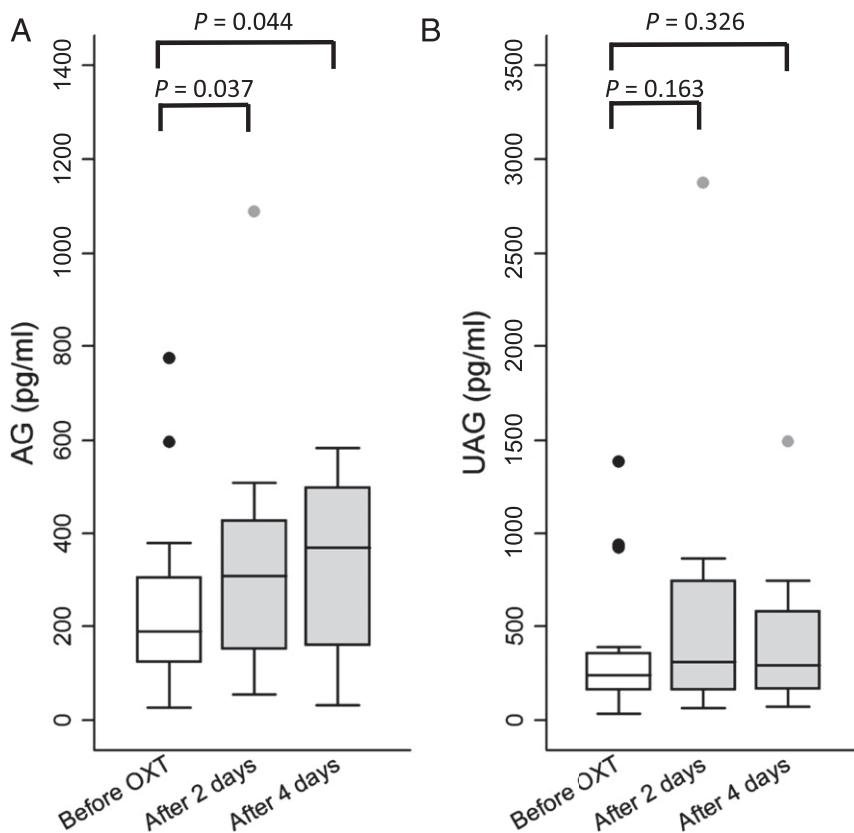 A
P = 0.044
P = 0.037
1400
1200
1000
800
600
400
200
0
AG (pg/ml)
Before OXT
After 2 days
After 4 days
B
P = 0.326
P = 0.163
3500
3000
2500
2000
1500
1000
500
0
UAG (pg/ml)
Before OXT
After 2 days
After 4 days